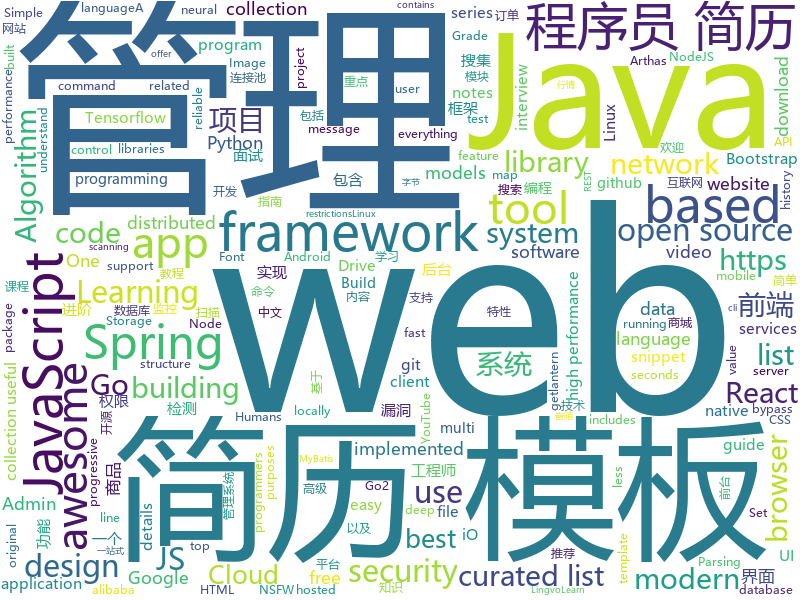 Simple
languageA
neural
collection
series
订单
Grade
contains
程序员 简历
网站
built
offer
program
Image
连接池
project
重点
搜集
模块
Arthas
NodeJS
管理
Java
command
related
user
notes
框架
test
行博
download
performance
understand
Algorithm
Tensorflow
reliable
项目
包括
message
everything
interview
Linux
欢迎
API
control
libraries
Python
面试
models
library
feature
map
搜索
编程
REST
Bootstrap
programming
包含
network
互联网
history
distributed
开发
指南
字节
github
website
framework
tool
based
restrictionsLinux
code
app
system
open source
scanning
One
support
教程
Font
Android
学习
software
video
https
JavaScript
Learning
实现
Drive
Build
后台
特性
简单
mobile
课程
进阶
数据库
监控
扫描
命令
内容
支持
data
前端
Storage
Node
中文
fast
running
商城
cli
package
Spring
web
系统
services
list
language
structure
基于
git
snippet
value
server
Go
building
client
seconds
React
awesome
权限
locally
high performance
getlantern
native
bypass
collection useful
Humans
YouTube
技术
CSS
开源
检测
漏洞
multi
includes
progressive
商品
简历 模板
implemented
guide
browser
Admin
details
工程师
purposes
programmers
MyBatis
高级
Go2
use
功能
管理系统
easy
deep
less
line
JS
以及
file
best
iO
推荐
前台
UI
application
一个
original
Google
top
平台
template
Set
界面
design
Cloud
free
security
curated list
modern
alibaba
一站式
HTML
NSFW
hosted
知识
LingvoLearn
Parsing
database
音乐